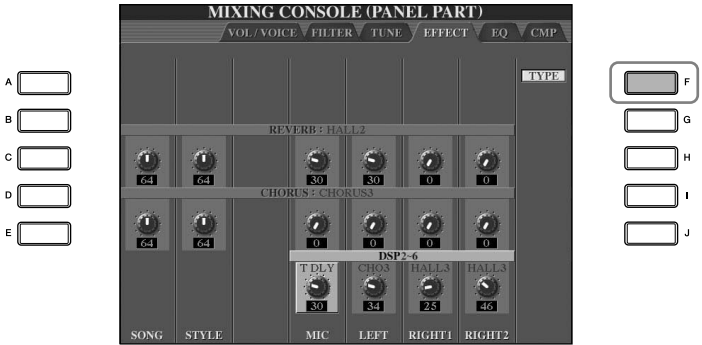 MIXING CONSOLE (PANEL PART)
VOL / VOICE FILTER TUNE EFFECT EQ CMP
A TYPE F
B G
REVERB : HALL2
C H
64 64 30 30 0 0
D I
CHORUS : CHORUS3
E J
64 64 0 0 0 0
DSP2~6
T DLY CHO3 HALL3 HALL3
30 34 25 46
SONG STYLE MIC LEFT RIGHT1 RIGHT2